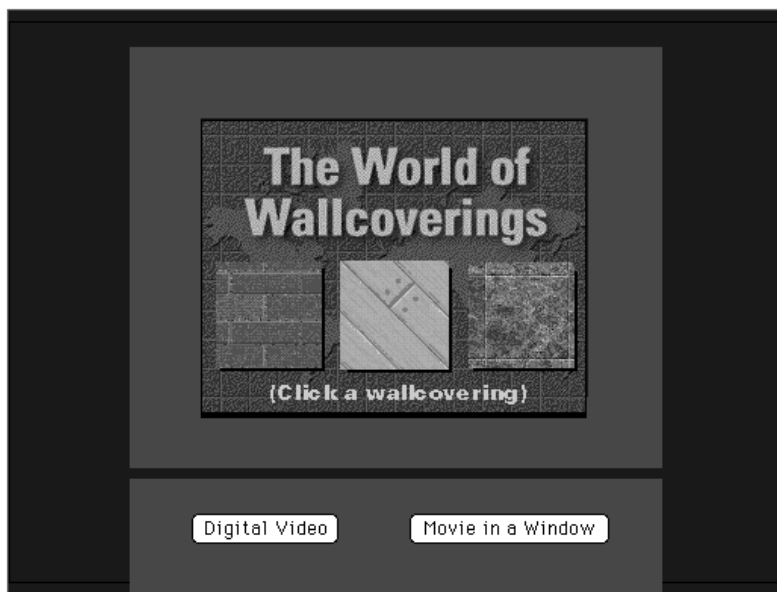 The World of
Wallcoverings
(Click a wallcovering)
Digital Video
Movie in a Window